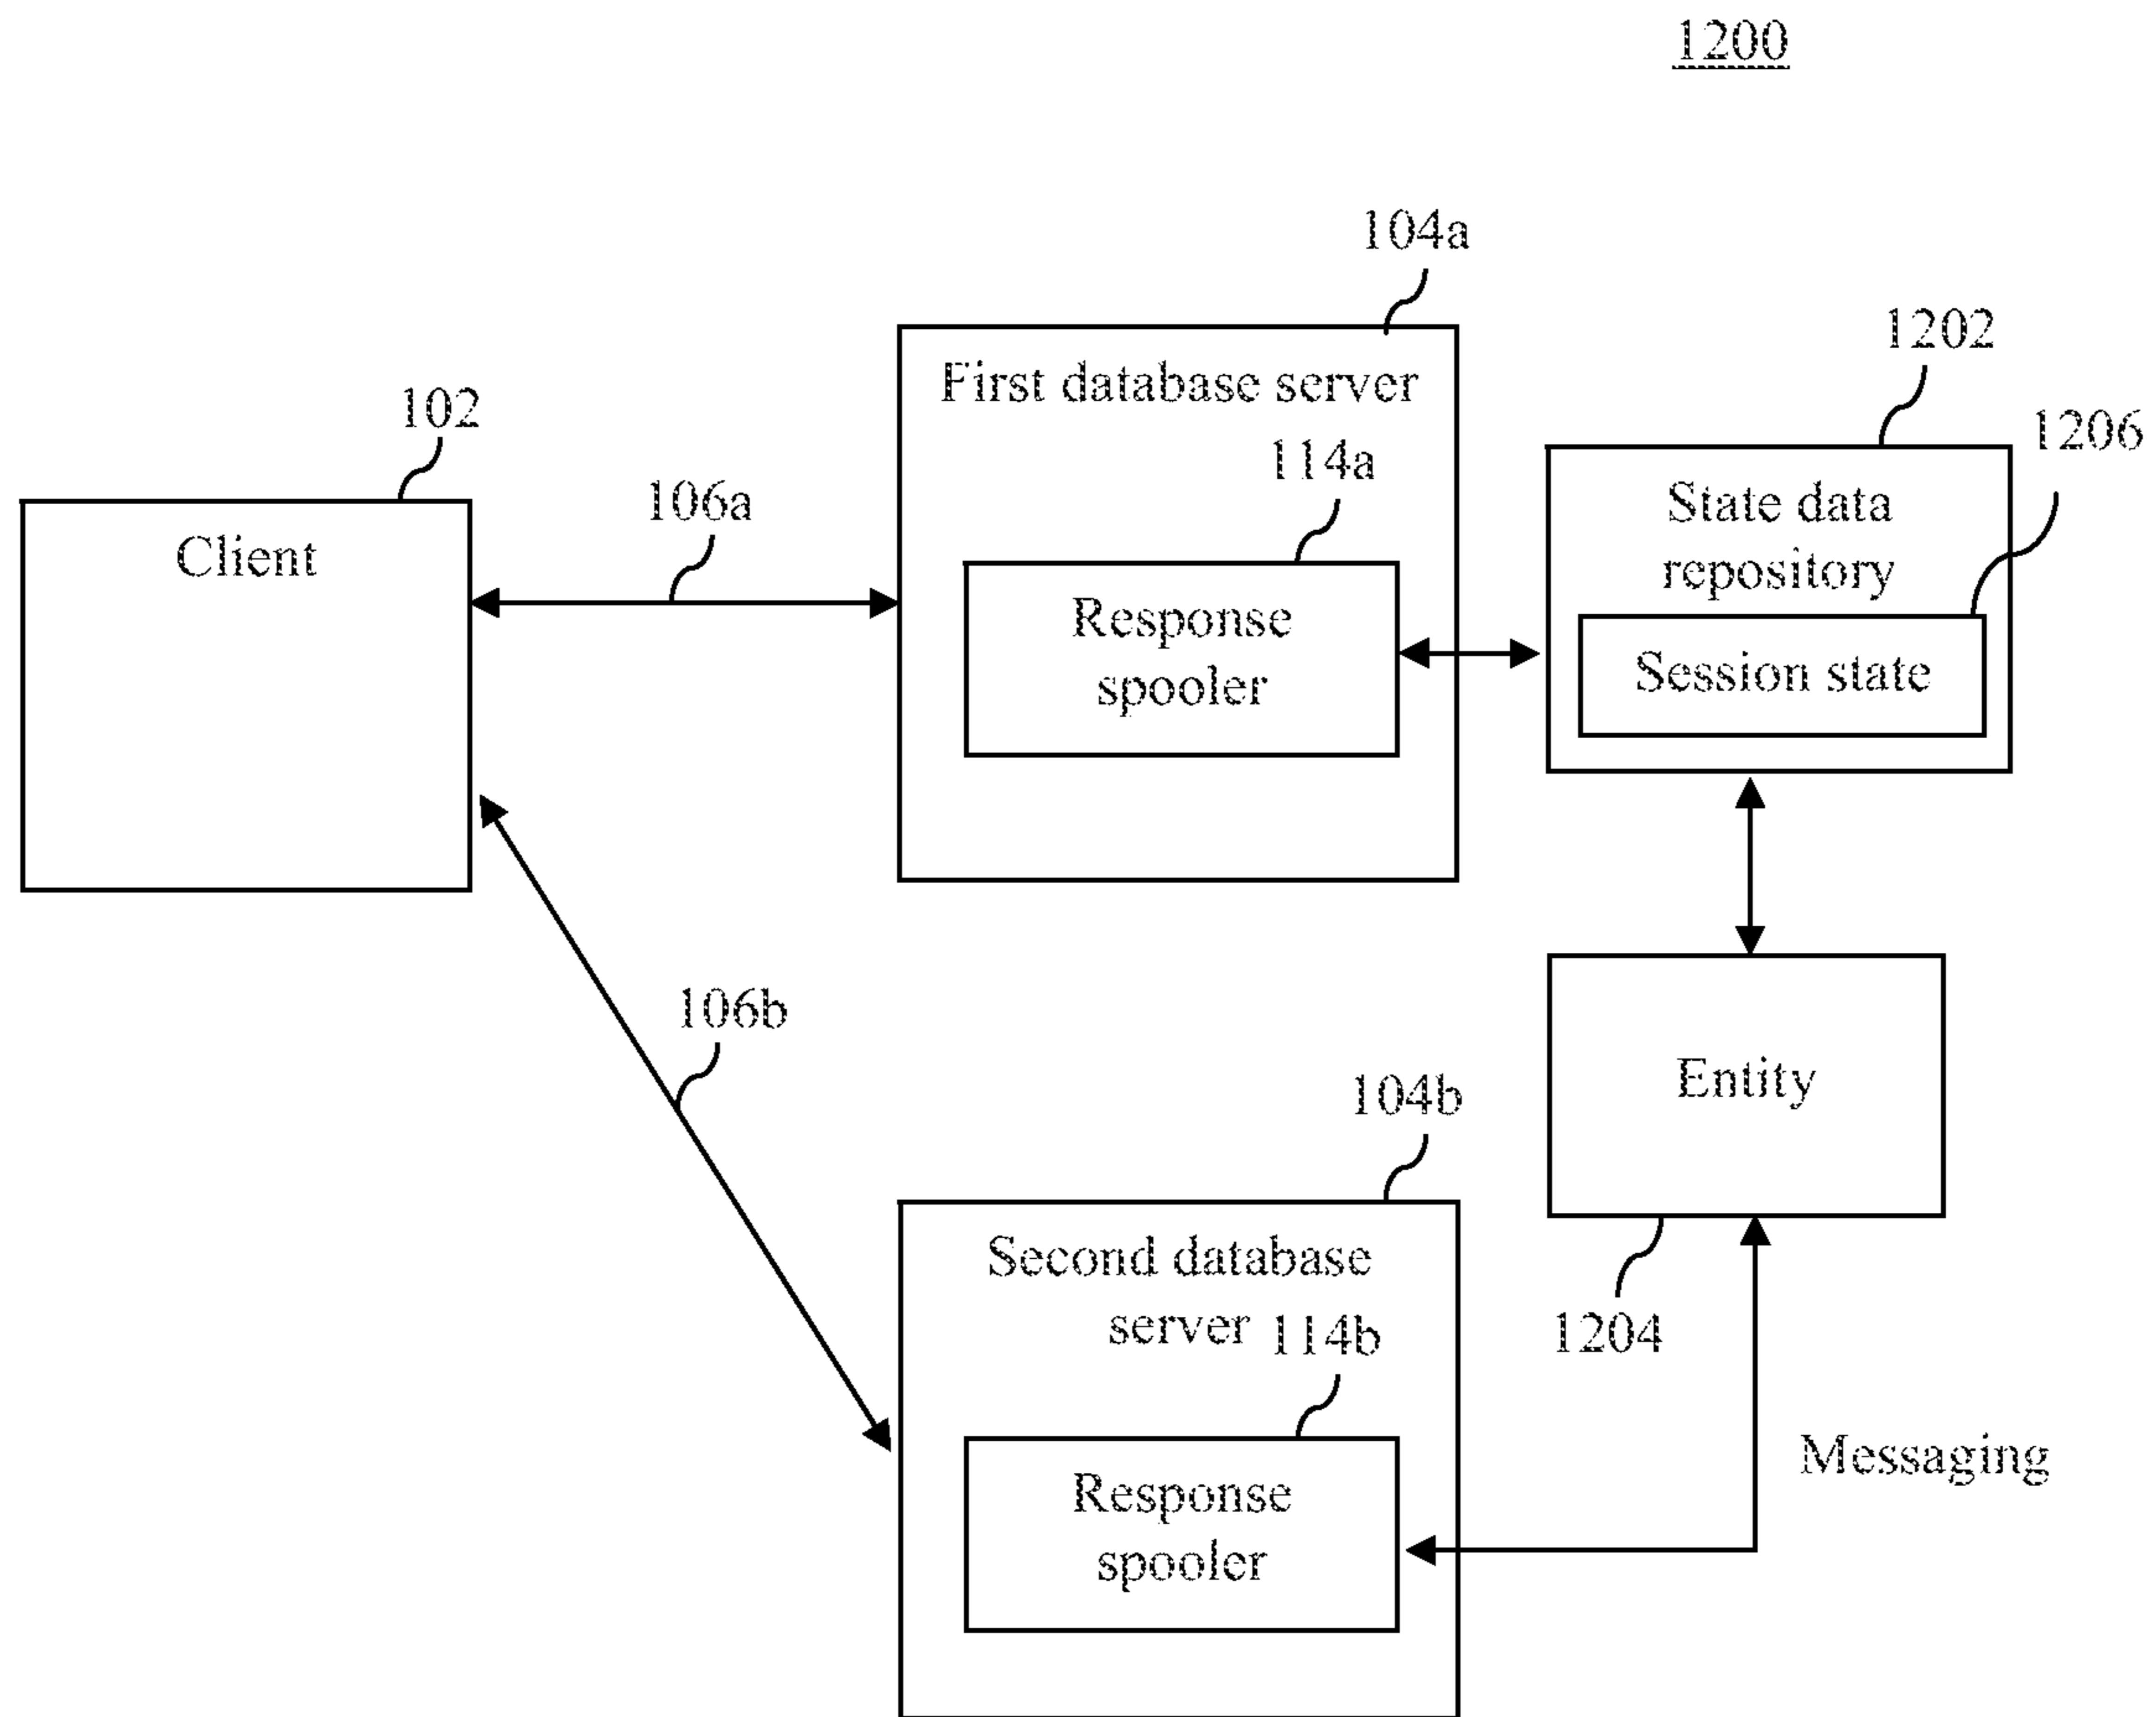 1200
104a
First database server
1202
102
1206
114a
106a
State data
repository
Client
Response
spooler
Session state
106b
Entity
104b
Second database
server
114b
1204
Messaging
Response
spooler